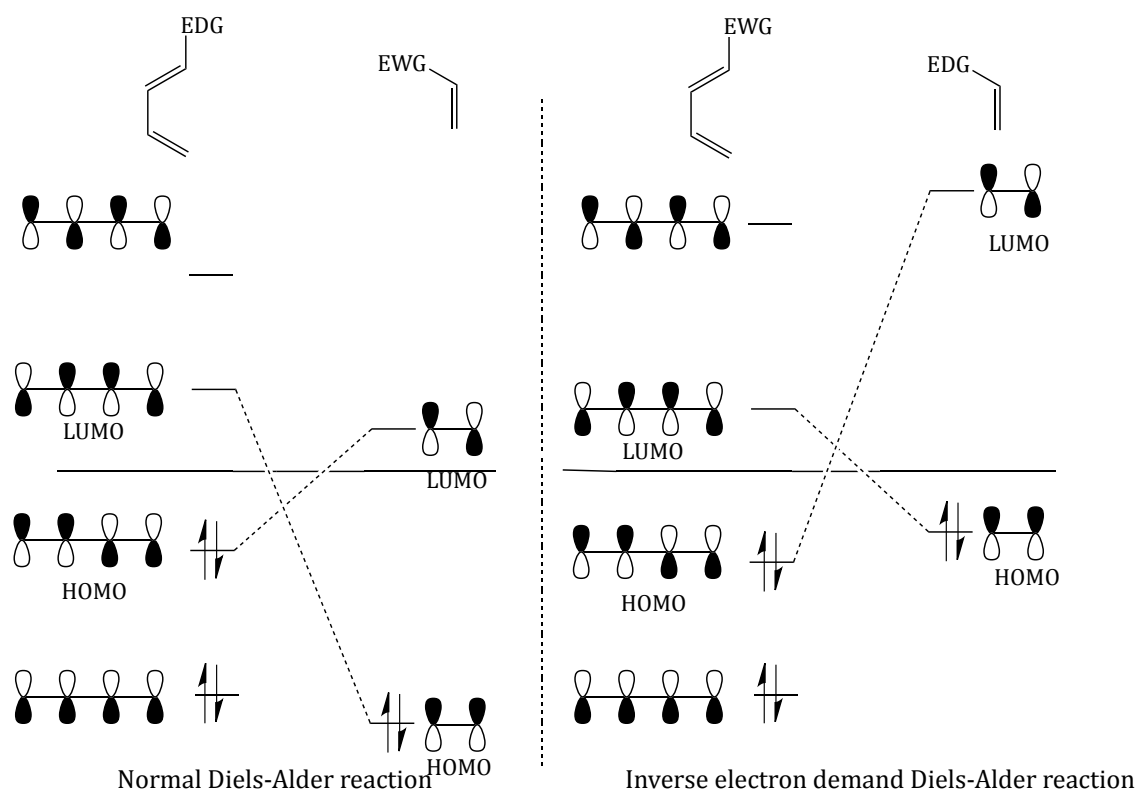 EDG
EWG
LUMO
LUMO
HOMO
HOMO
Normal Diels-Alder reaction
EWG
EDG
LUMO
LUMO
HOMO
HOMO
Inverse electron demand Diels-Alder reaction